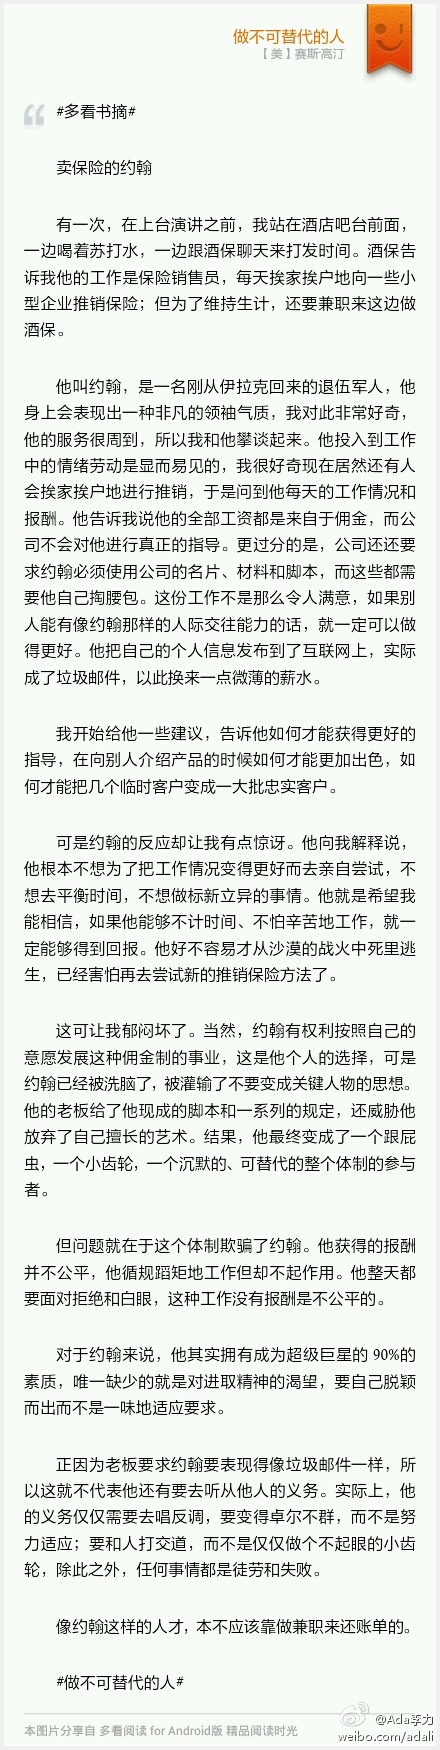 做不可替代的人
【美】赛斯·高汀
#多看书摘#
卖保险的约翰
有一次，在上台演讲之前，我站在酒店吧台前面，
一边喝着苏打水，一边跟酒保聊天来打发时间。酒保告
诉我他的工作是保险销售员，每天挨家挨户地向一些小
型企业推销保险；但为了维持生计，还要兼职来这边做
酒保。
他叫约翰，是一名刚从伊拉克回来的退伍军人，他
身上会表现出一种非凡的领袖气质，我对此非常好奇，
他的服务很周到，所以我和他攀谈起来。他投入到工作
中的情绪劳动是显而易见的，我很好奇现在居然还有人
会挨家挨户地进行推销，于是问到他每天的工作情况和
报酬。他告诉我说他的全部工资都是来自于佣金，而公
司不会对他进行真正的指导。更过分的是，公司还还要
求约翰必须使用公司的名片、材料和脚本，而这些都需
要他自己掏腰包。这份工作不是那么令人满意，如果别
人能有像约翰那样的人际交往能力的话，就一定可以做
得更好。他把自己的个人信息发布到了互联网上，实际
成了垃圾邮件，以此换来一点微薄的薪水。
我开始给他一些建议，告诉他如何才能获得更好的
指导，在向别人介绍产品的时候如何才能更加出色，如
何才能把几个临时客户变成一大批忠实客户。
可是约翰的反应却让我有点惊讶。他向我解释说，
他根本不想为了把工作情况变得更好而去亲自尝试，不
想去平衡时间，不想做标新立异的事情。他就是希望我
能相信，如果他能够不计时间、不怕辛苦地工作，就一
定能够得到回报。他好不容易才从沙漠的战火中死里逃
生，已经害怕再去尝试新的推销保险方法了。
这可让我郁闷坏了。当然，约翰有权利按照自己的
意愿发展这种佣金制的事业，这是他个人的选择，可是
约翰已经被洗脑了，被灌输了不要变成关键人物的思想。
他的老板给了他现成的脚本和一系列的规定，还威胁他
放弃了自己擅长的艺术。结果，他最终变成了一个跟屁
虫，一个小齿轮，一个沉默的、可替代的整个体制的参与
者。
但问题就在于这个体制欺骗了约翰。他获得的报酬
并不公平，他循规蹈矩地工作但却不起作用。他整天都
要面对拒绝和白眼，这种工作没有报酬是不公平的。
对于约翰来说，他其实拥有成为超级巨星的 90%的
素质，唯一缺少的就是对进取精神的渴望，要自己脱颖
而出而不是一味地适应要求。
正因为老板要求约翰要表现得像垃圾邮件一样，所
以这就不代表他还有要去听从他人的义务。实际上，他
的义务仅仅需要去唱反调，要变得卓尔不群，而不是努
力适应；要和人打交道，而不是仅仅做个不起眼的小齿
轮，除此之外，任何事情都是徒劳和失败。
像约翰这样的人才，本不应该靠做兼职来还账单的。
#做不可替代的人#
本图片分享自 多看阅读 for Android版 精品阅读时光
@Ada李力
weibo.com/adali